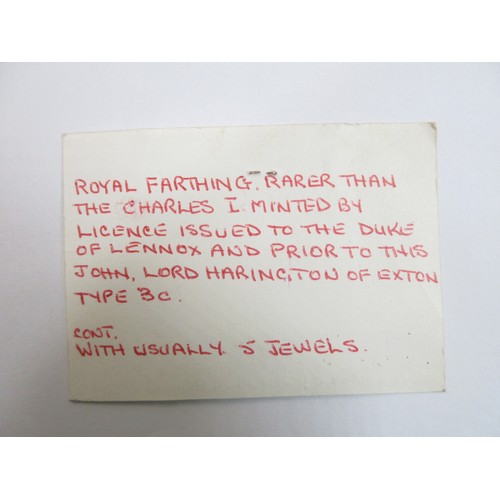 ROYAL FARTHING. RARER THAN
THE CHARLES I. MINTED BY
LICENCE ISSUED TO THE DUKE
OF LENNOX AND PRIOR TO THIS
JOHN, LORD HARINGTON OF EXTON
TYPE 3C.
CONT.
WITH USUALLY 5 JEWELS.